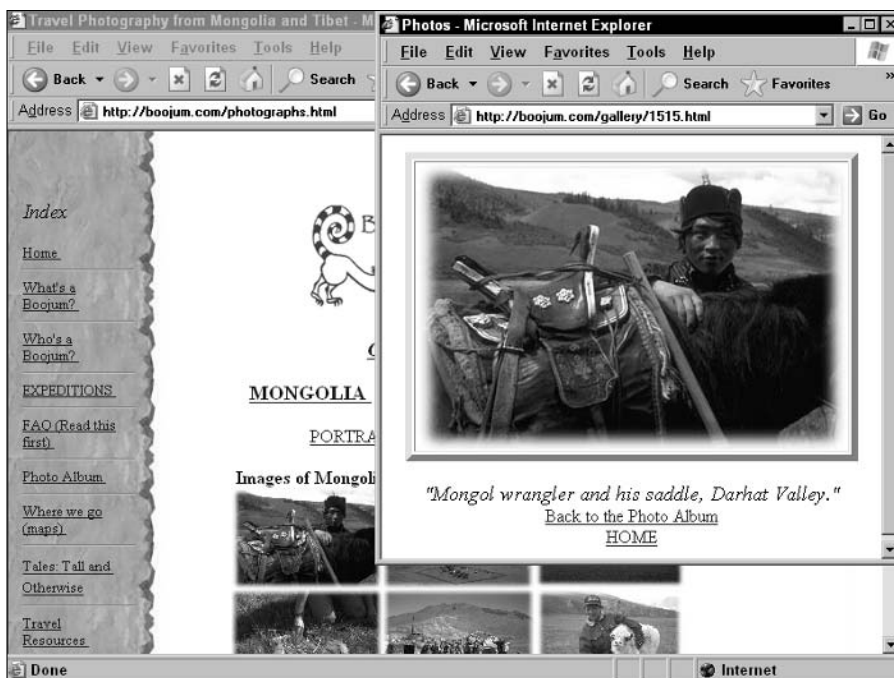 Travel Photography from Mongolia and Tibet - M
File Edit View Favorites Tools Help
Back Search
Address http://boojum.com/photographs.html
Index
Home
What's a
Boojum?
Who's a
Boojum?
EXPEDITIONS
FAQ (Read this
first)
Photo Album
Where we go
(maps)
Tales: Tall and
Otherwise
Travel
Resources
B
MONGOLIA
PORTRA
Images of Mongoli
Done
Internet
Photos - Microsoft Internet Explorer
File Edit View Favorites Tools Help
Back Search Favorites »
Address http://boojum.com/gallery/1515.html Go
"Mongol wrangler and his saddle, Darhat Valley."
Back to the Photo Album
HOME